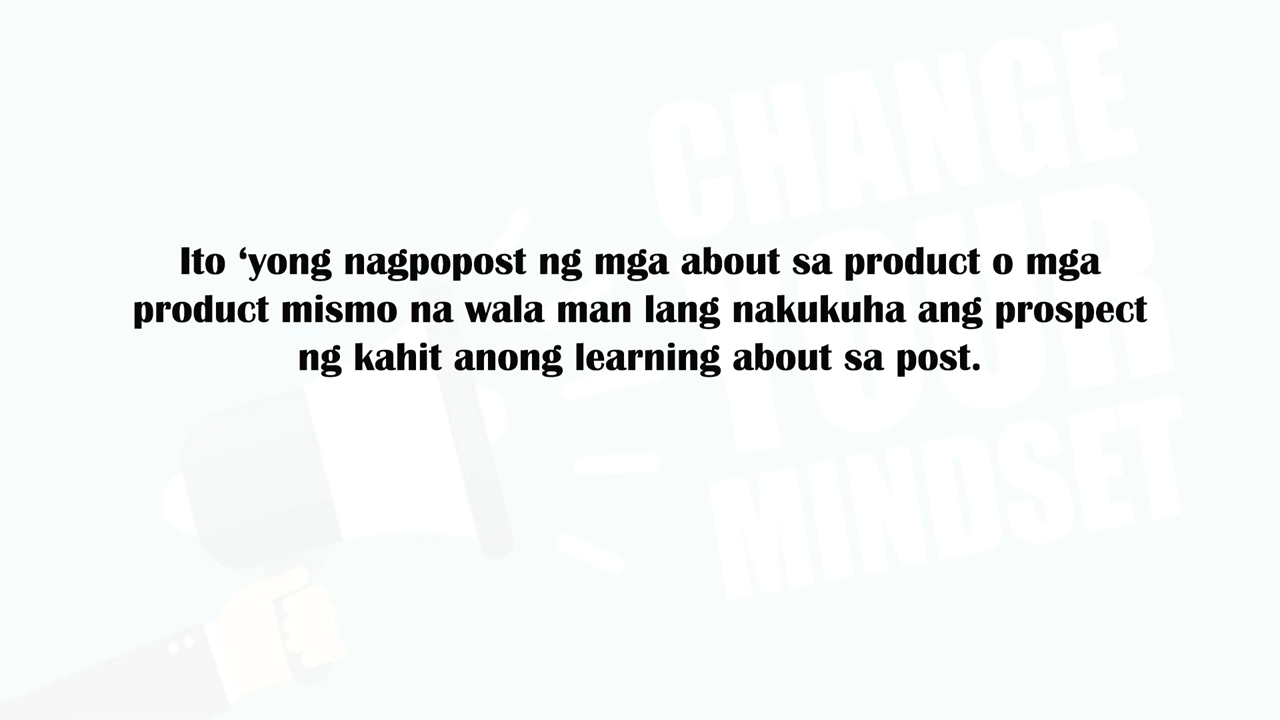 CHANGE
YOUR
MINDSET
Ito ‘yong nagpopost ng mga about sa product o mga
product mismo na wala man lang nakukuha ang prospect
ng kahit anong learning about sa post.